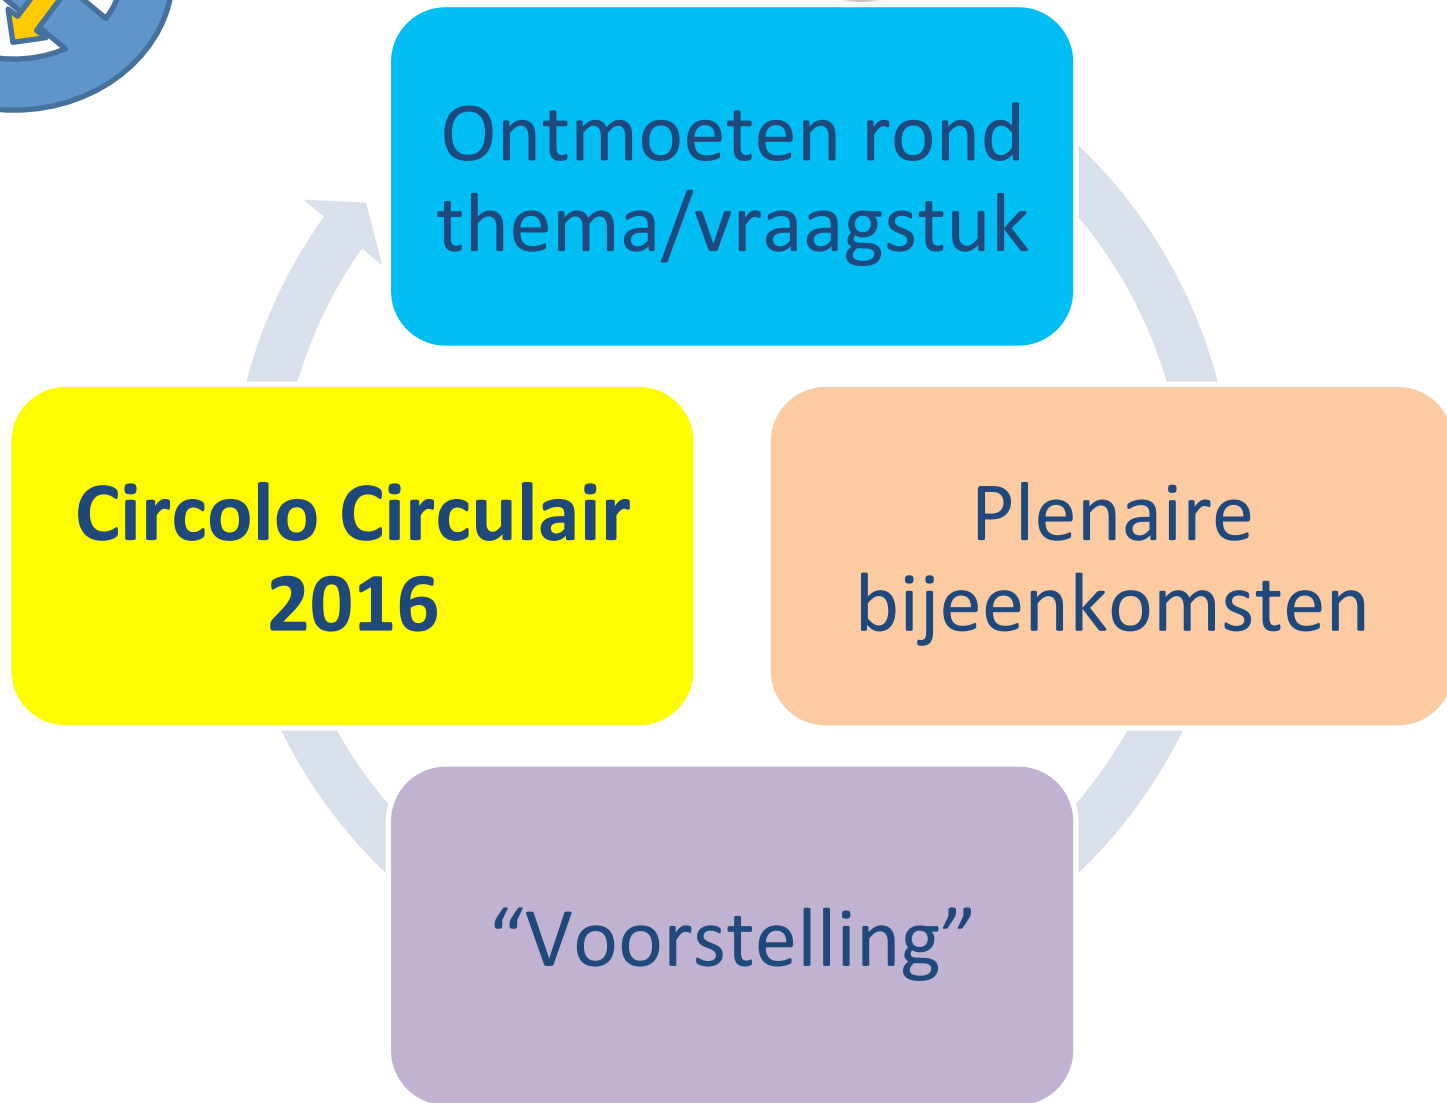 Ontmoeten rond
thema/vraagstuk
Plenaire
bijeenkomsten
“Voorstelling”
Circolo Circulair
2016